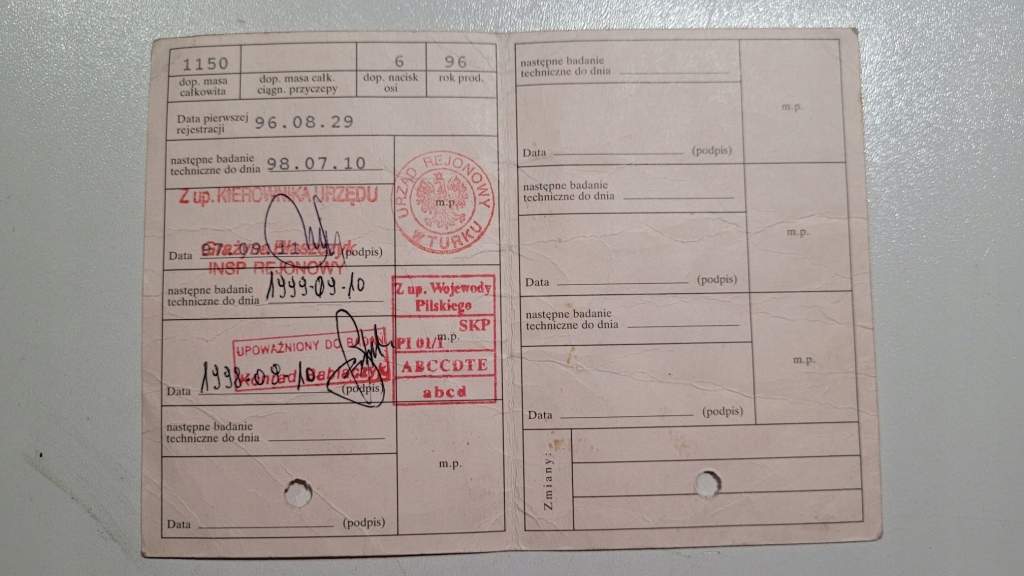 1150 6 96
dop. masa całkowita dop. masa całk. ciągn. przyczepy dop. nacisk osi rok prod.
Data pierwszej rejestracji 96.08.29
następne badanie
techniczne do dnia 98.07.10
Z up. KIEROWNIKA URZĘDU
URZĄD REJONOWY
W TURKU
m.p.
Data 97.09.11 (podpis)
INSP REJONOWY
następne badanie
techniczne do dnia 1999-09-10
Z up. Wojewody
Pilskiego
SKP
PI 01/1 m.p.
ABCCDTE
abcd
UPOWAŻNIONY DO BADAŃ
Data 1998-08-10 (podpis)
następne badanie
techniczne do dnia
m.p.
Data (podpis)
następne badanie
techniczne do dnia
m.p.
Data (podpis)
następne badanie
techniczne do dnia
m.p.
Data (podpis)
następne badanie
techniczne do dnia
m.p.
Data (podpis)
Zmiany: